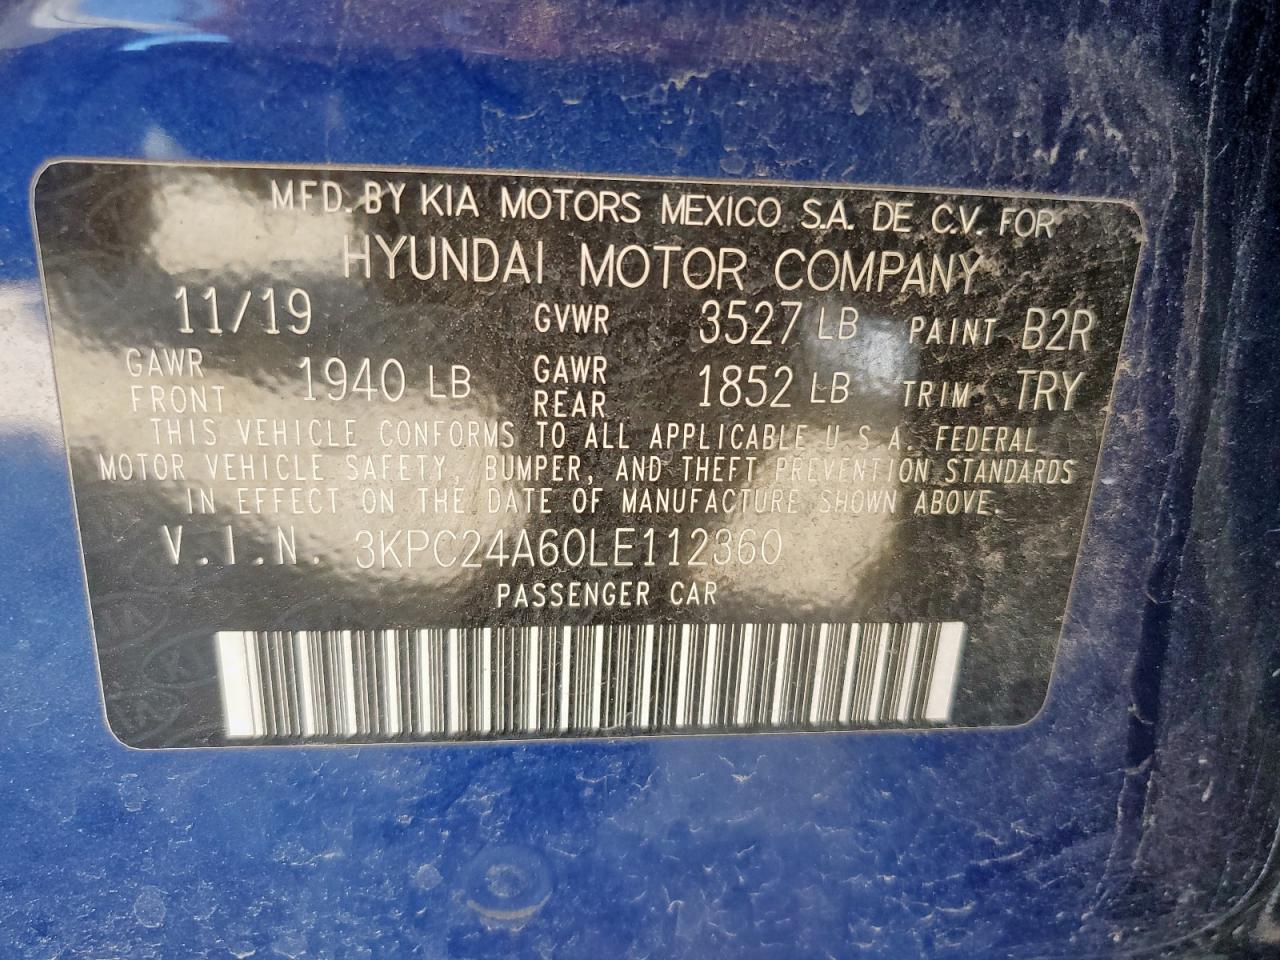 MFD. BY KIA MOTORS MEXICO S.A. DE C.V. FOR
HYUNDAI MOTOR COMPANY
11/19 GVWR 3527 LB PAINT B2R
GAWR FRONT 1940 LB GAWR REAR 1852 LB TRIM TRY
THIS VEHICLE CONFORMS TO ALL APPLICABLE U.S.A. FEDERAL
MOTOR VEHICLE SAFETY, BUMPER, AND THEFT PREVENTION STANDARDS
IN EFFECT ON THE DATE OF MANUFACTURE SHOWN ABOVE.
V.I.N. 3KPC24A60LE112360
PASSENGER CAR